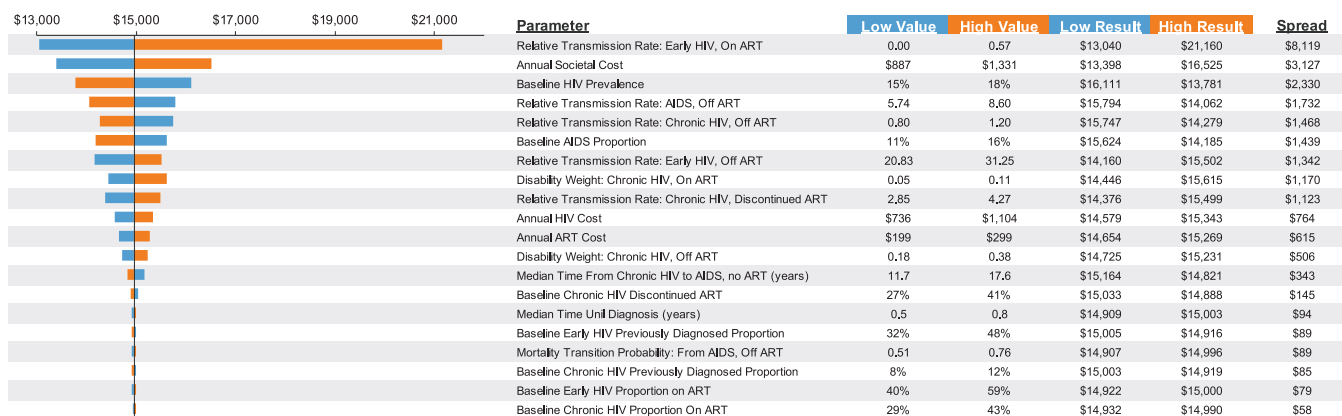 $13,000 $15,000 $17,000 $19,000 $21,000
Parameter Low Value High Value Low Result High Result Spread
Relative Transmission Rate: Early HIV, On ART 0.00 0.57 $13,040 $21,160 $8,119
Annual Societal Cost $887 $1,331 $13,398 $16,525 $3,127
Baseline HIV Prevalence 15% 18% $16,111 $13,781 $2,330
Relative Transmission Rate: AIDS, Off ART 5.74 8.60 $15,794 $14,062 $1,732
Relative Transmission Rate: Chronic HIV, Off ART 0.80 1.20 $15,747 $14,279 $1,468
Baseline AIDS Proportion 11% 16% $15,624 $14,185 $1,439
Relative Transmission Rate: Early HIV, Off ART 20.83 31.25 $14,160 $15,502 $1,342
Disability Weight: Chronic HIV, On ART 0.05 0.11 $14,446 $15,615 $1,170
Relative Transmission Rate: Chronic HIV, Discontinued ART 2.85 4.27 $14,376 $15,499 $1,123
Annual HIV Cost $736 $1,104 $14,579 $15,343 $764
Annual ART Cost $199 $299 $14,654 $15,269 $615
Disability Weight: Chronic HIV, Off ART 0.18 0.38 $14,725 $15,231 $506
Median Time From Chronic HIV to AIDS, no ART (years) 11.7 17.6 $15,164 $14,821 $343
Baseline Chronic HIV Discontinued ART 27% 41% $15,033 $14,888 $145
Median Time Unil Diagnosis (years) 0.5 0.8 $14,909 $15,003 $94
Baseline Early HIV Previously Diagnosed Proportion 32% 48% $15,005 $14,916 $89
Mortality Transition Probability: From AIDS, Off ART 0.51 0.76 $14,907 $14,996 $89
Baseline Chronic HIV Previously Diagnosed Proportion 8% 12% $15,003 $14,919 $85
Baseline Early HIV Proportion on ART 40% 59% $14,922 $15,000 $79
Baseline Chronic HIV Proportion On ART 29% 43% $14,932 $14,990 $58